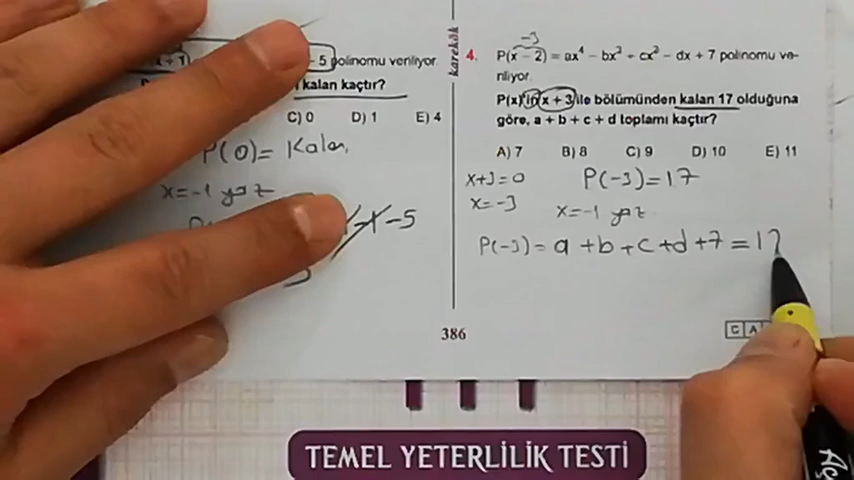 - 5 polinomu veriliyor.
kalan kaçtır?
C) 0 D) 1 E) 4
P(0) = Kalan,
x = -1 yaz
-x - 5
karekök
4. P(x - 2) = ax⁴ - bx³ + cx² - dx + 7 polinomu ve-
-3
riliyor.
P(x)'in x + 3 ile bölümünden kalan 17 olduğuna
göre, a + b + c + d toplamı kaçtır?
A) 7 B) 8 C) 9 D) 10 E) 11
x+3=0 P(-3)=17
x=-3 x=-1 yaz
P(-3) = a + b + c + d + 7 = 17
386
C A
TEMEL YETERLİLİK TESTİ